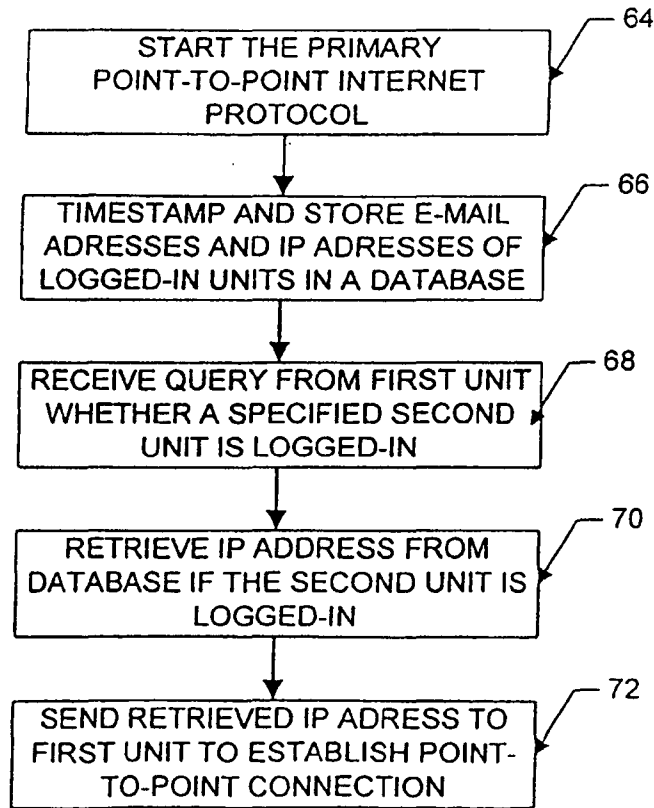 64
START THE PRIMARY
POINT-TO-POINT INTERNET
PROTOCOL
66
TIMESTAMP AND STORE E-MAIL
ADRESSES AND IP ADRESSES OF
LOGGED-IN UNITS IN A DATABASE
68
RECEIVE QUERY FROM FIRST UNIT
WHETHER A SPECIFIED SECOND
UNIT IS LOGGED-IN
70
RETRIEVE IP ADDRESS FROM
DATABASE IF THE SECOND UNIT IS
LOGGED-IN
72
SEND RETRIEVED IP ADRESS TO
FIRST UNIT TO ESTABLISH POINT-
TO-POINT CONNECTION